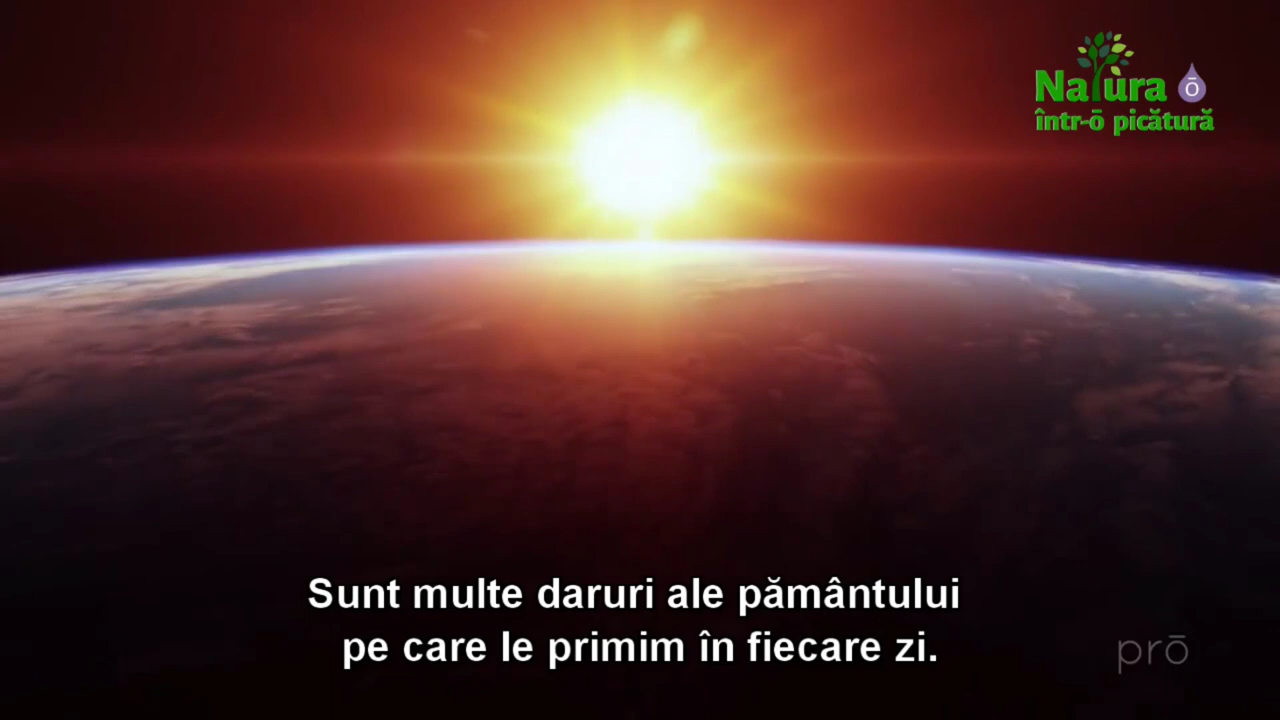 Natura ō
într-ō picătură
Sunt multe daruri ale pământului
pe care le primim în fiecare zi.
prō